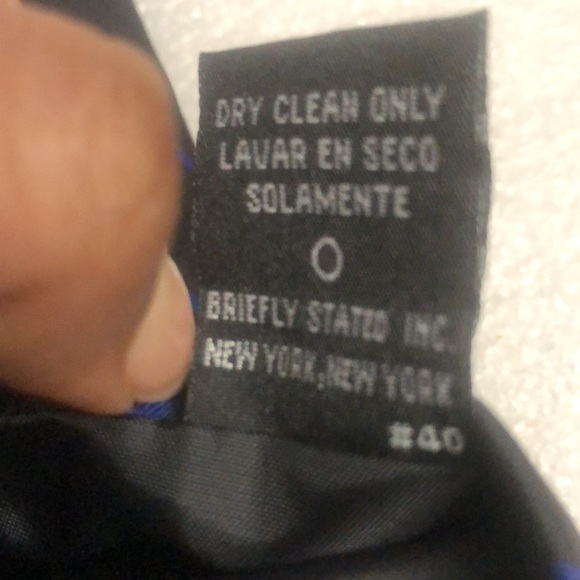 DRY CLEAN ONLY
LAVAR EN SECO
SOLAMENTE
O
BRIEFLY STATED INC.
NEW YORK, NEW YORK
#40